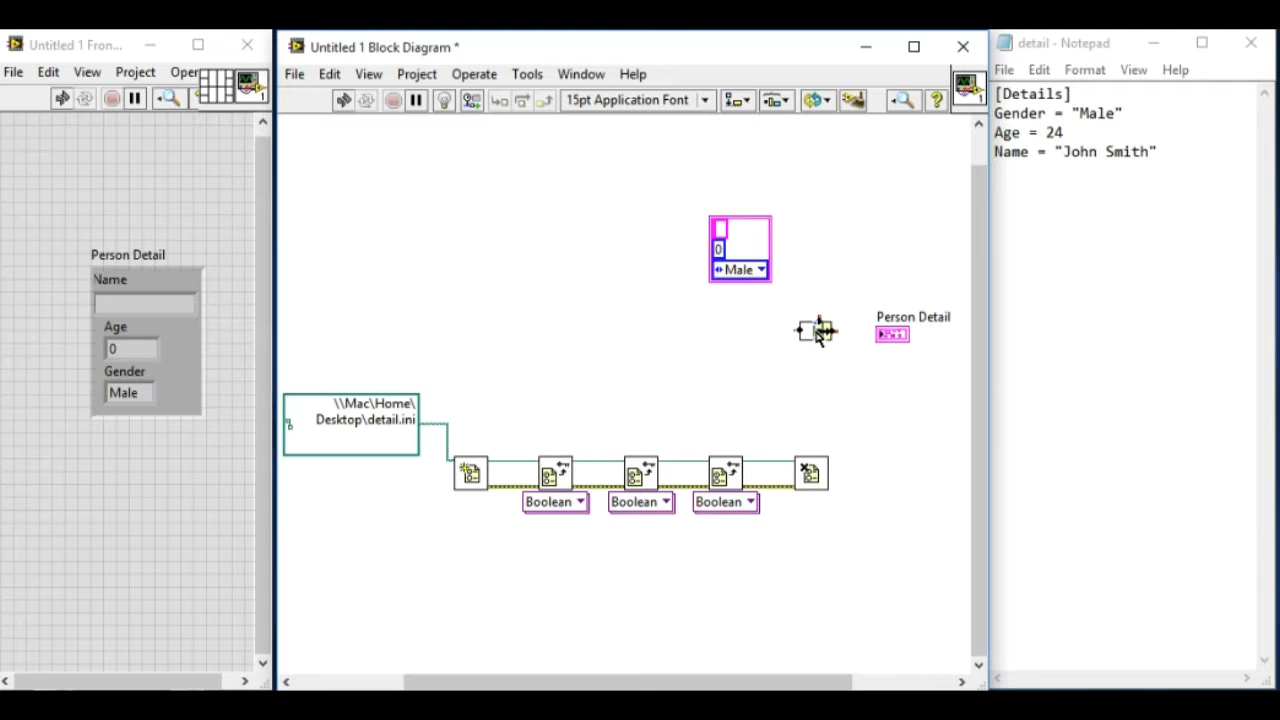 Untitled 1 Fron...
File Edit View Project Oper
1
Person Detail
Name
Age
0
Gender
Male
Untitled 1 Block Diagram *
File Edit View Project Operate Tools Window Help
15pt Application Font
?
1
0
Male
Person Detail
\\Mac\Home\
Desktop\detail.ini
Boolean Boolean Boolean
detail - Notepad
File Edit Format View Help
[Details]
Gender = "Male"
Age = 24
Name = "John Smith"